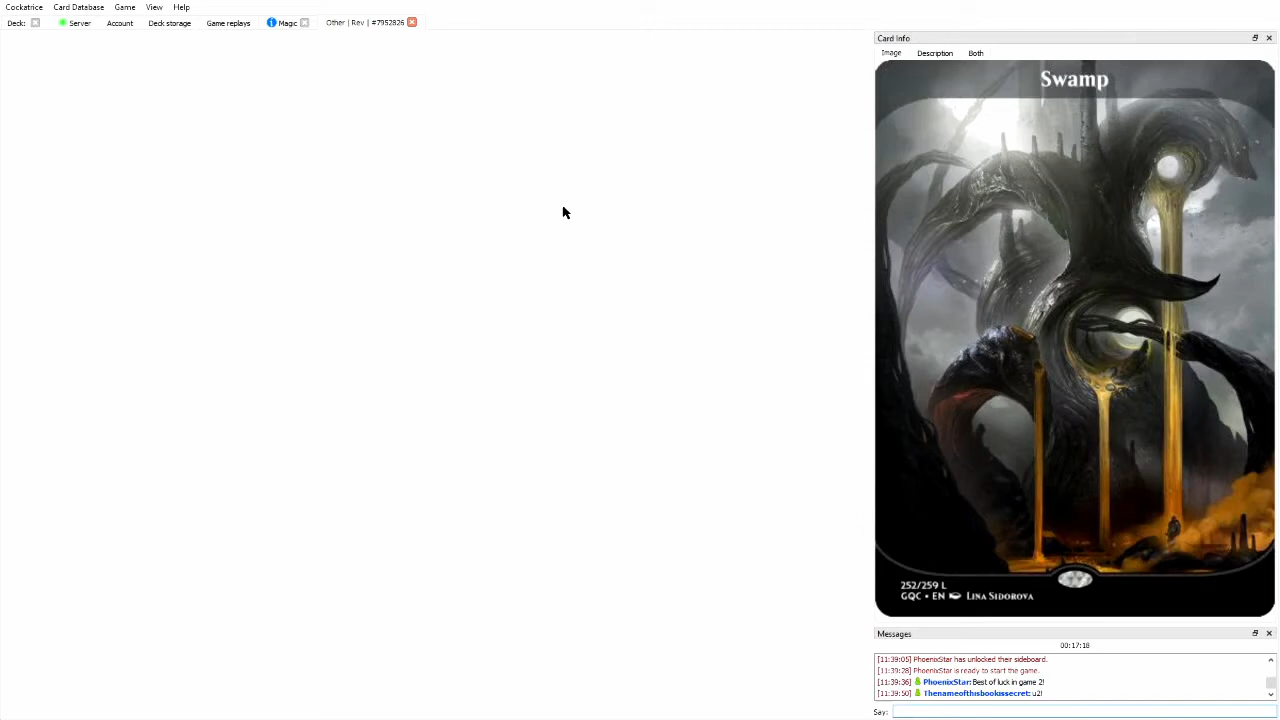 Cockatrice Card Database Game View Help
Deck: Server Account Deck storage Game replays Magic Other | Rev | #7952826
Card Info
Image Description Both
Swamp
252/259 L
GQC • EN LINA SIDOROVA
Messages
00:17:18
[11:39:05] PhoenixStar has unlocked their sideboard.
[11:39:28] PhoenixStar is ready to start the game.
[11:39:36] PhoenixStar: Best of luck in game 2!
[11:39:50] Thenameofthisbookissecret: u2!
Say: